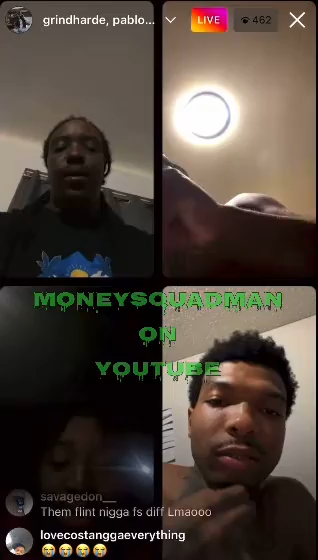 grindharde, pablo...
LIVE
462
MONEYSQUADMAN
ON
YOUTUBE
savagedon__
Them flint nigga fs diff Lmaooo
lovecostanggaeverything
😭😭😭😭